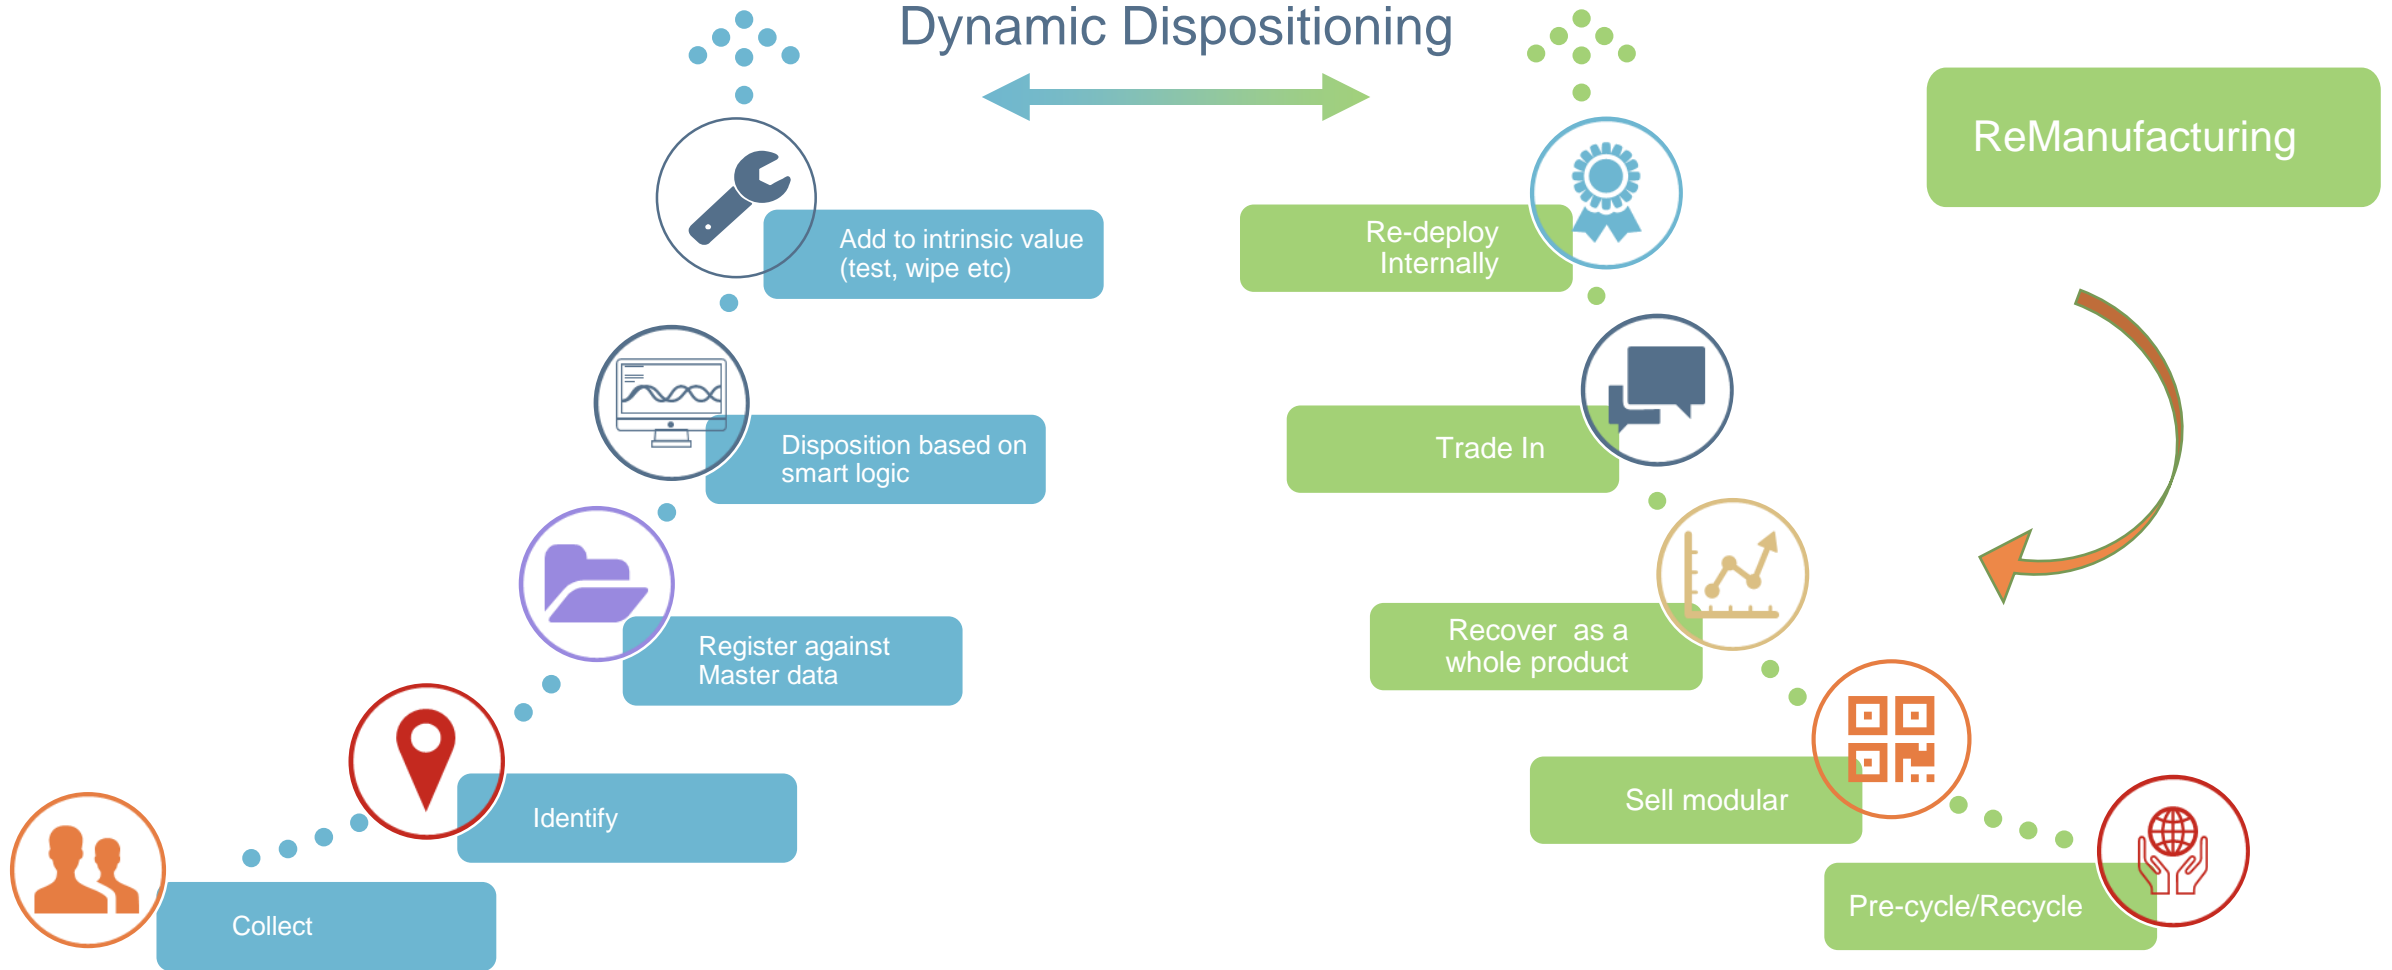 Dynamic Dispositioning
ReManufacturing
Add to intrinsic value
(test, wipe etc)
Disposition based on
smart logic
Register against
Master data
Identify
Collect
Re-deploy
Internally
Trade In
Recover  as a
whole product
Sell modular
Pre-cycle/Recycle